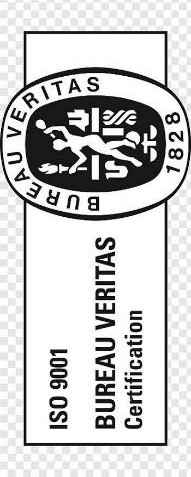 BUREAU VERITAS
1828
ISO 9001
BUREAU VERITAS
Certification